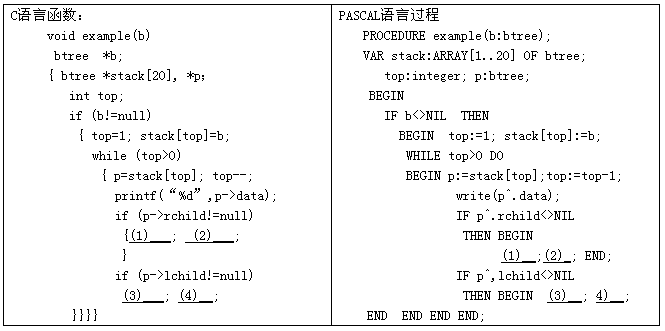 C语言函数:
void example(b)
btree *b;
{ btree *stack[20], *p;
int top;
if (b!=null)
{ top=1; stack[top]=b;
while (top>0)
{ p=stack[top]; top--;
printf(“%d”,p->data);
if (p->rchild!=null)
{(1)___; (2)___;
}
if (p->lchild!=null)
(3)___; (4)__;
}}}}
PASCAL语言过程
PROCEDURE example(b:btree);
VAR stack:ARRAY[1..20] OF btree;
top:integer; p:btree;
BEGIN
IF b<>NIL THEN
BEGIN top:=1; stack[top]:=b;
WHILE top>0 DO
BEGIN p:=stack[top];top:=top-1;
write(p^.data);
IF p^.rchild<>NIL
THEN BEGIN
(1)__;(2)_; END;
IF p^,lchild<>NIL
THEN BEGIN (3)__; 4)__;
END END END END;